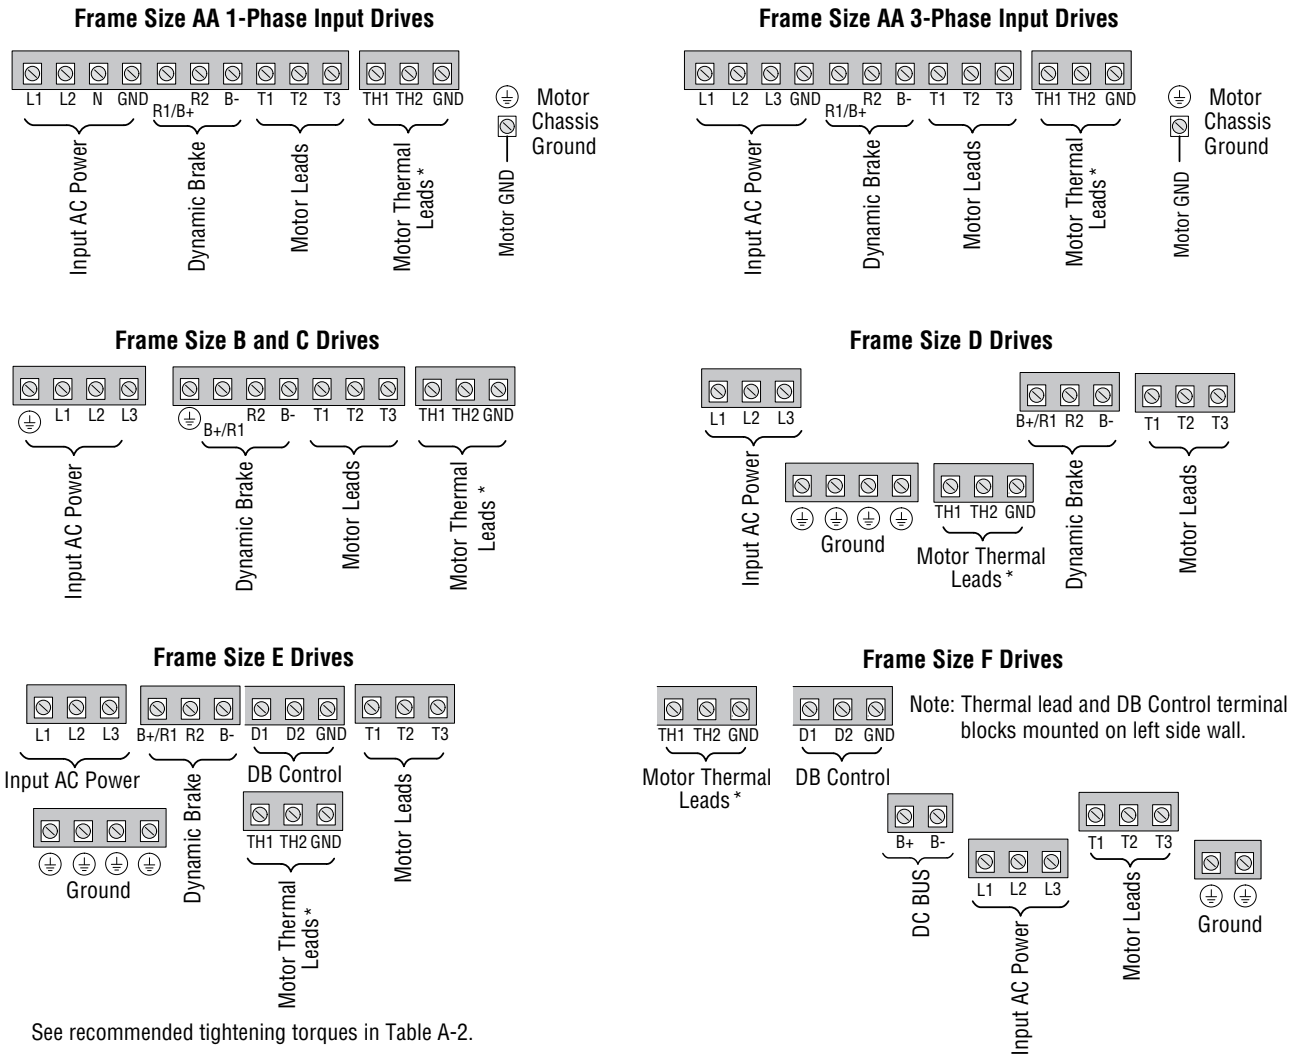 Frame Size AA 1-Phase Input Drives
L1 L2 N GND R1/B+ R2 B- T1 T2 T3 TH1 TH2 GND
Input AC Power
Dynamic Brake
Motor Leads
Motor Thermal
Leads *
Motor GND
Motor
Chassis
Ground
Frame Size AA 3-Phase Input Drives
L1 L2 L3 GND R1/B+ R2 B- T1 T2 T3 TH1 TH2 GND
Input AC Power
Dynamic Brake
Motor Leads
Motor Thermal
Leads *
Motor GND
Motor
Chassis
Ground
Frame Size B and C Drives
L1 L2 L3 B+/R1 R2 B- T1 T2 T3 TH1 TH2 GND
Input AC Power
Dynamic Brake
Motor Leads
Motor Thermal
Leads *
Frame Size D Drives
L1 L2 L3
Input AC Power
Ground
TH1 TH2 GND
Motor Thermal
Leads *
B+/R1 R2 B-
Dynamic Brake
T1 T2 T3
Motor Leads
Frame Size E Drives
L1 L2 L3
Input AC Power
Ground
B+/R1 R2 B-
Dynamic Brake
D1 D2 GND
DB Control
TH1 TH2 GND
Motor Thermal
Leads *
T1 T2 T3
Motor Leads
See recommended tightening torques in Table A-2.
Frame Size F Drives
TH1 TH2 GND
Motor Thermal
Leads *
D1 D2 GND
DB Control
Note: Thermal lead and DB Control terminal
blocks mounted on left side wall.
B+ B-
DC BUS
L1 L2 L3
Input AC Power
T1 T2 T3
Motor Leads
Ground